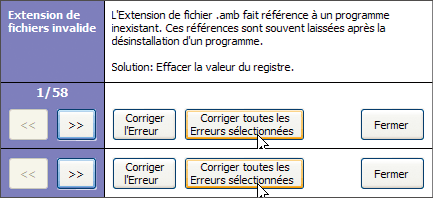 Extension de
fichiers invalide
L'Extension de fichier .amb fait référence à un programme
inexistant. Ces références sont souvent laissées après la
désinstallation d'un programme.
Solution: Effacer la valeur du registre.
1/58
<<
>>
Corriger
l'Erreur
Corriger toutes les
Erreurs sélectionnées
Fermer
<<
>>
Corriger
l'Erreur
Corriger toutes les
Erreurs sélectionnées
Fermer